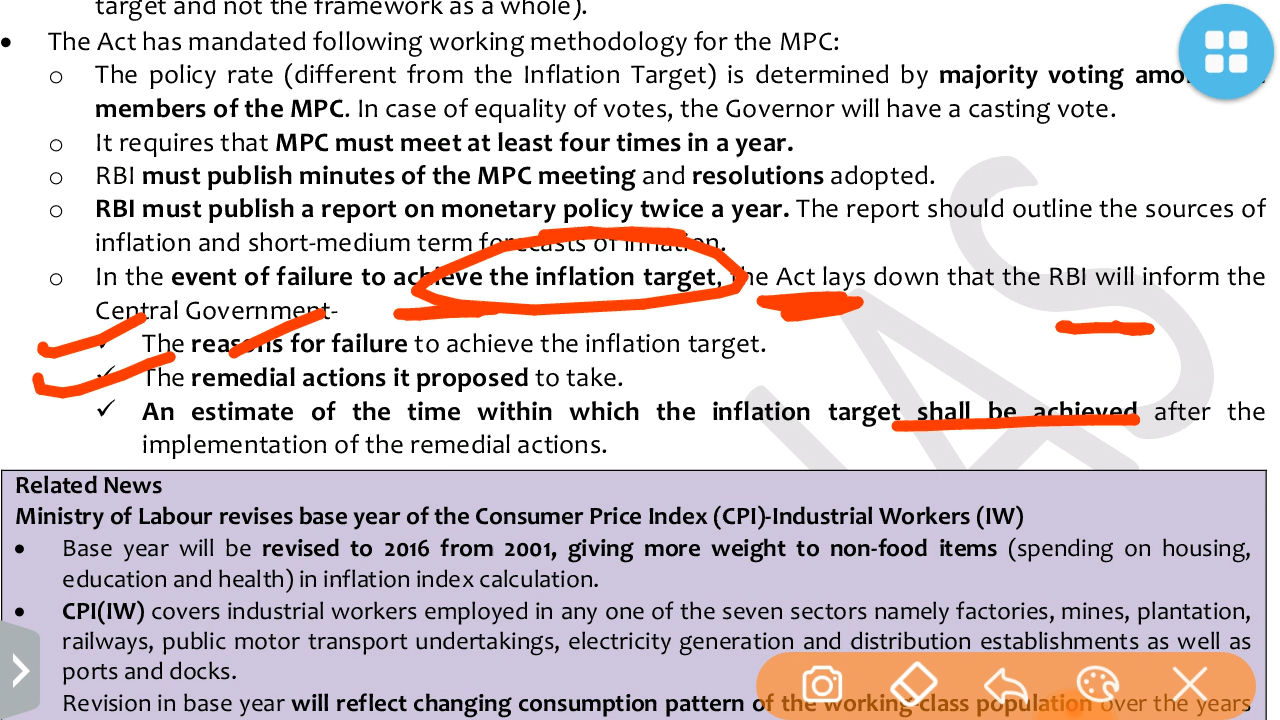 target and not the framework as a whole).
• The Act has mandated following working methodology for the MPC:
o The policy rate (different from the Inflation Target) is determined by majority voting
members of the MPC. In case of equality of votes, the Governor will have a casting vote.
o It requires that MPC must meet at least four times in a year.
o RBI must publish minutes of the MPC meeting and resolutions adopted.
o RBI must publish a report on monetary policy twice a year. The report should outline the sources of
inflation and short-medium term forecasts of inflation.
o In the event of failure to achieve the inflation target, the Act lays down that the RBI will inform the
Central Government-
✓ The reasons for failure to achieve the inflation target.
✓ The remedial actions it proposed to take.
✓ An estimate of the time within which the inflation target shall be achieved after the
implementation of the remedial actions.
Related News
Ministry of Labour revises base year of the Consumer Price Index (CPI)-Industrial Workers (IW)
• Base year will be revised to 2016 from 2001, giving more weight to non-food items (spending on housing,
education and health) in inflation index calculation.
• CPI(IW) covers industrial workers employed in any one of the seven sectors namely factories, mines, plantation,
railways, public motor transport undertakings, electricity generation and distribution establishments as well as
ports and docks.
Revision in base year will reflect changing consumption pattern of the working class population over the years
IAS